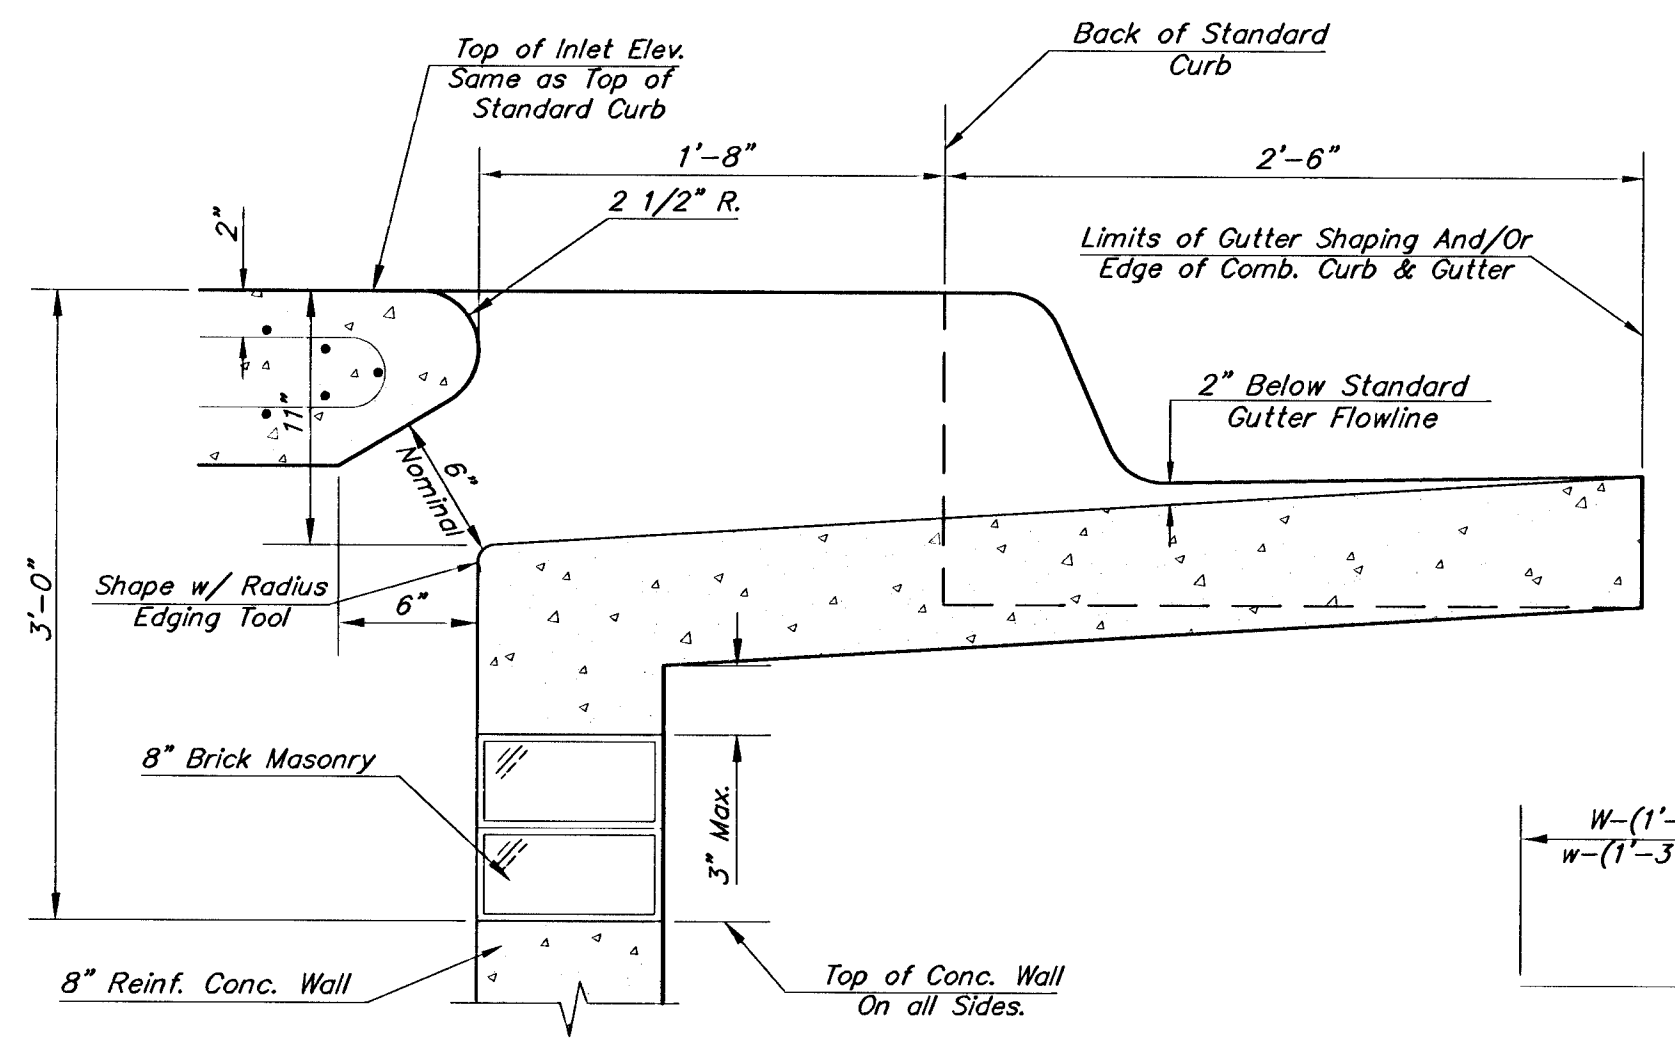 Back of Standard
Curb
Top of Inlet Elev.
Same as Top of
Standard Curb
1'-8"
2'-6"
2 1/2" R.
2"
Limits of Gutter Shaping And/Or
Edge of Comb. Curb & Gutter
11"
2" Below Standard
Gutter Flowline
6"
Nominal
3'-0"
Shape w/ Radius
Edging Tool
6"
8" Brick Masonry
3" Max.
W-(1'-
w-(1'-3
8" Reinf. Conc. Wall
Top of Conc. Wall
On all Sides.